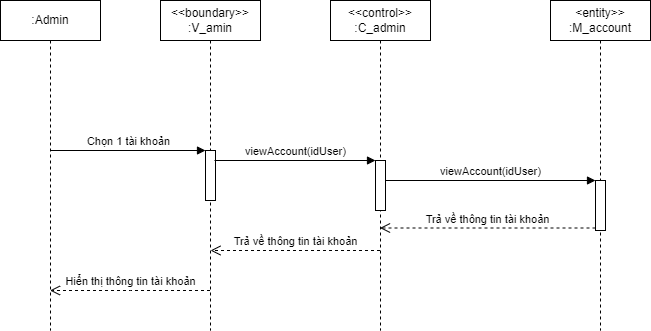 :Admin
<<boundary>>
:V_amin
<<control>>
:C_admin
<entity>>
:M_account
Chọn 1 tài khoản
viewAccount(idUser)
viewAccount(idUser)
Trả về thông tin tài khoản
Trả về thông tin tài khoản
Hiển thị thông tin tài khoản